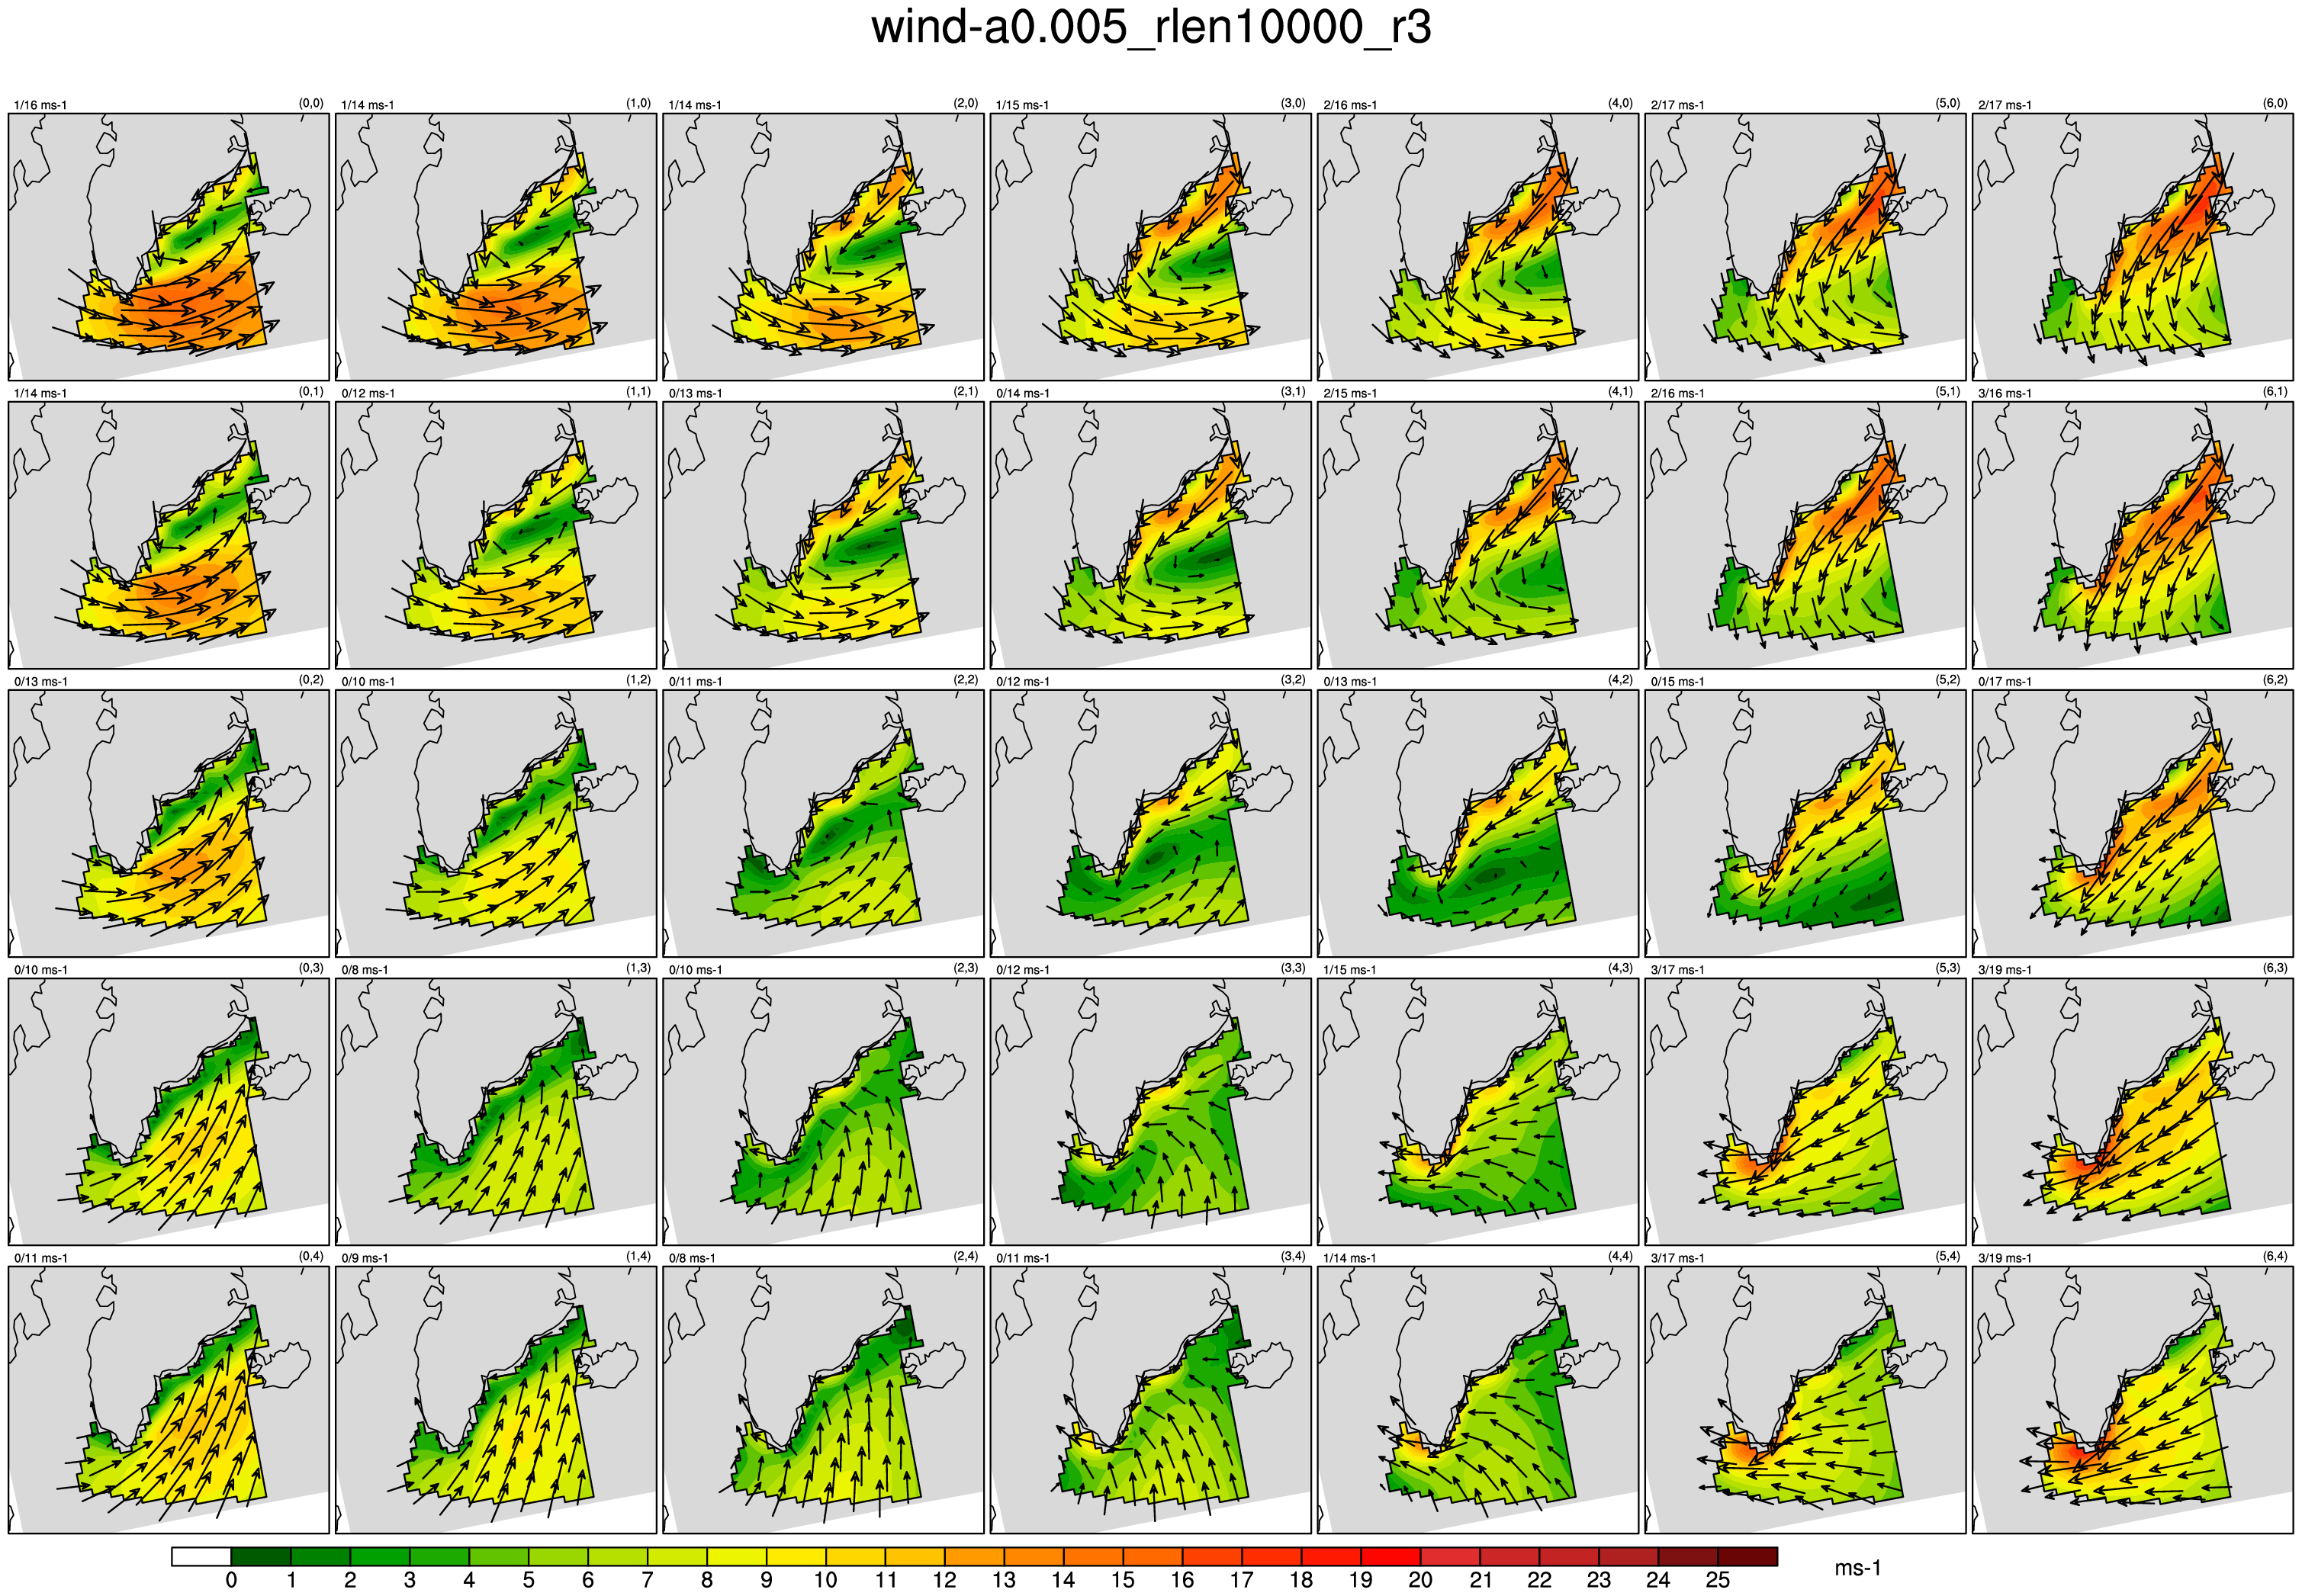 wind-a0.005_rlen10000_r3
1/16 ms-1 (0,0) 1/14 ms-1 (1,0) 1/14 ms-1 (2,0) 1/15 ms-1 (3,0) 2/16 ms-1 (4,0) 2/17 ms-1 (5,0) 2/17 ms-1 (6,0)
1/14 ms-1 (0,1) 0/12 ms-1 (1,1) 0/13 ms-1 (2,1) 0/14 ms-1 (3,1) 2/15 ms-1 (4,1) 2/16 ms-1 (5,1) 3/16 ms-1 (6,1)
0/13 ms-1 (0,2) 0/10 ms-1 (1,2) 0/11 ms-1 (2,2) 0/12 ms-1 (3,2) 0/13 ms-1 (4,2) 0/15 ms-1 (5,2) 0/17 ms-1 (6,2)
0/10 ms-1 (0,3) 0/8 ms-1 (1,3) 0/10 ms-1 (2,3) 0/12 ms-1 (3,3) 1/15 ms-1 (4,3) 3/17 ms-1 (5,3) 3/19 ms-1 (6,3)
0/11 ms-1 (0,4) 0/9 ms-1 (1,4) 0/8 ms-1 (2,4) 0/11 ms-1 (3,4) 1/14 ms-1 (4,4) 3/17 ms-1 (5,4) 3/19 ms-1 (6,4)
0 1 2 3 4 5 6 7 8 9 10 11 12 13 14 15 16 17 18 19 20 21 22 23 24 25 ms-1